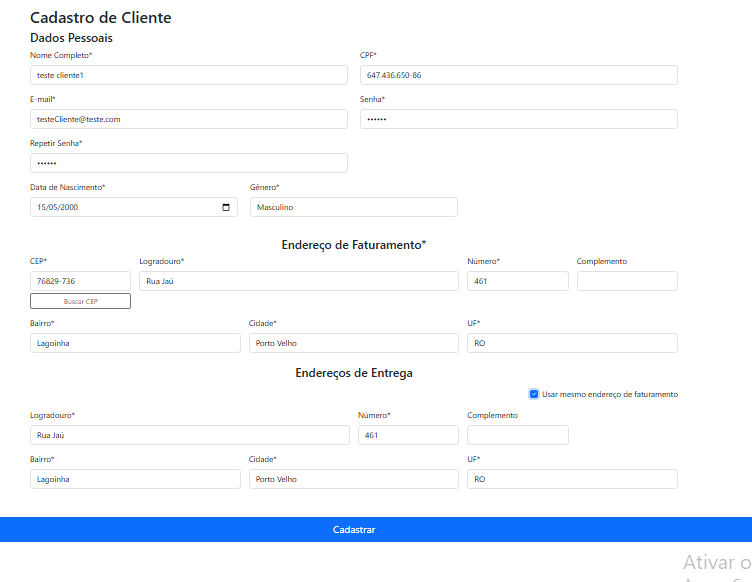 Cadastro de Cliente
Dados Pessoais
Nome Completo* CPF*
teste cliente1 647.436.650-86
E-mail* Senha*
testeCliente@teste.com ••••••
Repetir Senha*
••••••
Data de Nascimento* Gênero*
15/05/2000 Masculino
Endereço de Faturamento*
CEP* Logradouro* Número* Complemento
76829-736 Rua Jaú 461
Buscar CEP
Bairro* Cidade* UF*
Lagoinha Porto Velho RO
Endereços de Entrega
Usar mesmo endereço de faturamento
Logradouro* Número* Complemento
Rua Jaú 461
Bairro* Cidade* UF*
Lagoinha Porto Velho RO
Cadastrar
Ativar o